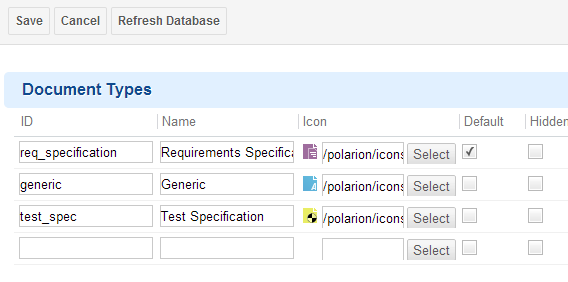 Save Cancel Refresh Database
Document Types
ID Name Icon Default Hidden
req_specification Requirements Specifica /polarion/icons Select
generic Generic /polarion/icons Select
test_spec Test Specification /polarion/icons Select
Select